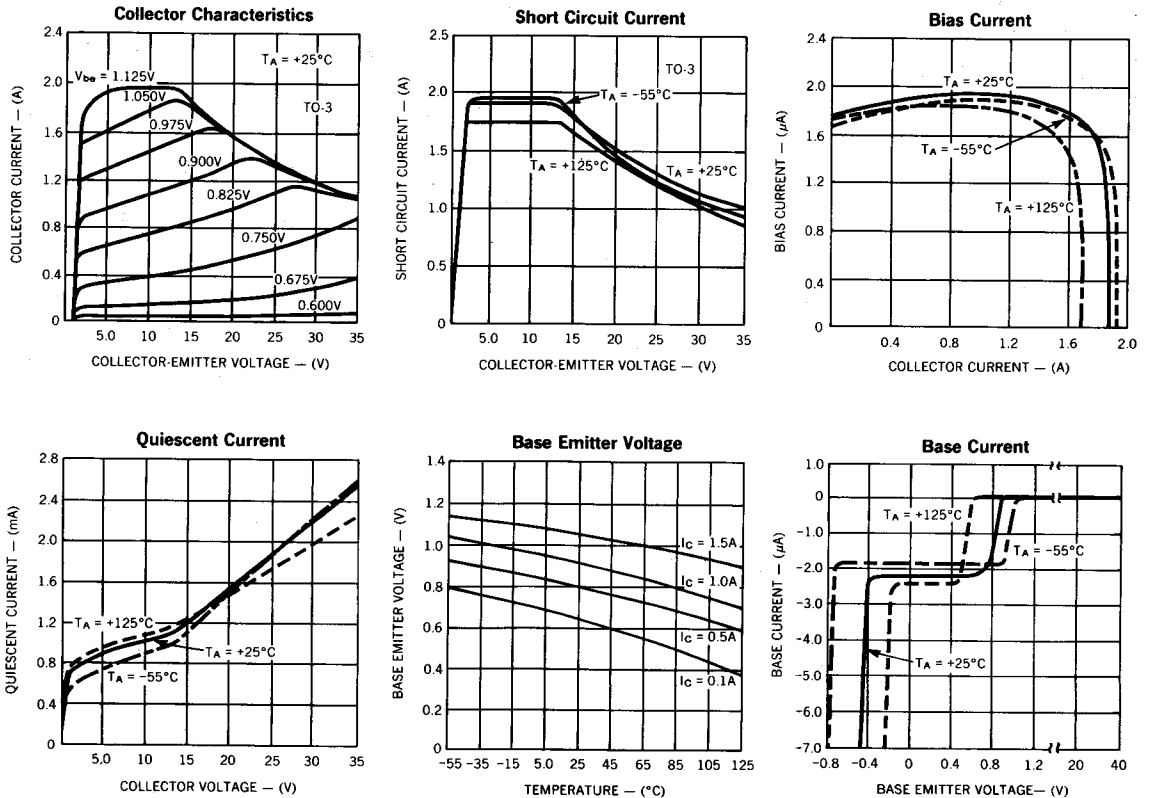 Collector Characteristics
COLLECTOR CURRENT — (A)
2.4
2.0
1.6
1.2
0.8
0.4
0
TA = +25°C
Vbe = 1.125V
1.050V
TO-3
0.975V
0.900V
0.825V
0.750V
0.675V
0.600V
5.0 10 15 20 25 30 35
COLLECTOR-EMITTER VOLTAGE — (V)
Short Circuit Current
SHORT CIRCUIT CURRENT — (A)
2.5
2.0
1.5
1.0
0.5
0
TO-3
TA = −55°C
TA = +125°C
TA = +25°C
5.0 10 15 20 25 30 35
COLLECTOR-EMITTER VOLTAGE — (V)
Bias Current
BIAS CURRENT — (µA)
2.4
2.0
1.6
1.2
0.8
0.4
0
TA = +25°C
TA = −55°C
TA = +125°C
0.4 0.8 1.2 1.6 2.0
COLLECTOR CURRENT — (A)
Quiescent Current
QUIESCENT CURRENT — (mA)
2.8
2.4
2.0
1.6
1.2
0.8
0.4
0
TA = +125°C
TA = +25°C
TA = −55°C
5.0 10 15 20 25 30 35
COLLECTOR VOLTAGE — (V)
Base Emitter Voltage
BASE EMITTER VOLTAGE — (V)
1.4
1.2
1.0
0.8
0.6
0.4
0.2
0
IC = 1.5A
IC = 1.0A
IC = 0.5A
IC = 0.1A
-55 -35 -15 5.0 25 45 65 85 105 125
TEMPERATURE — (°C)
Base Current
BASE CURRENT — (µA)
1.0
0
-1.0
-2.0
-3.0
-4.0
-5.0
-6.0
-7.0
TA = +125°C
TA = −55°C
TA = +25°C
-0.8 -0.4 0 0.4 0.8 1.2 20 40
BASE EMITTER VOLTAGE— (V)